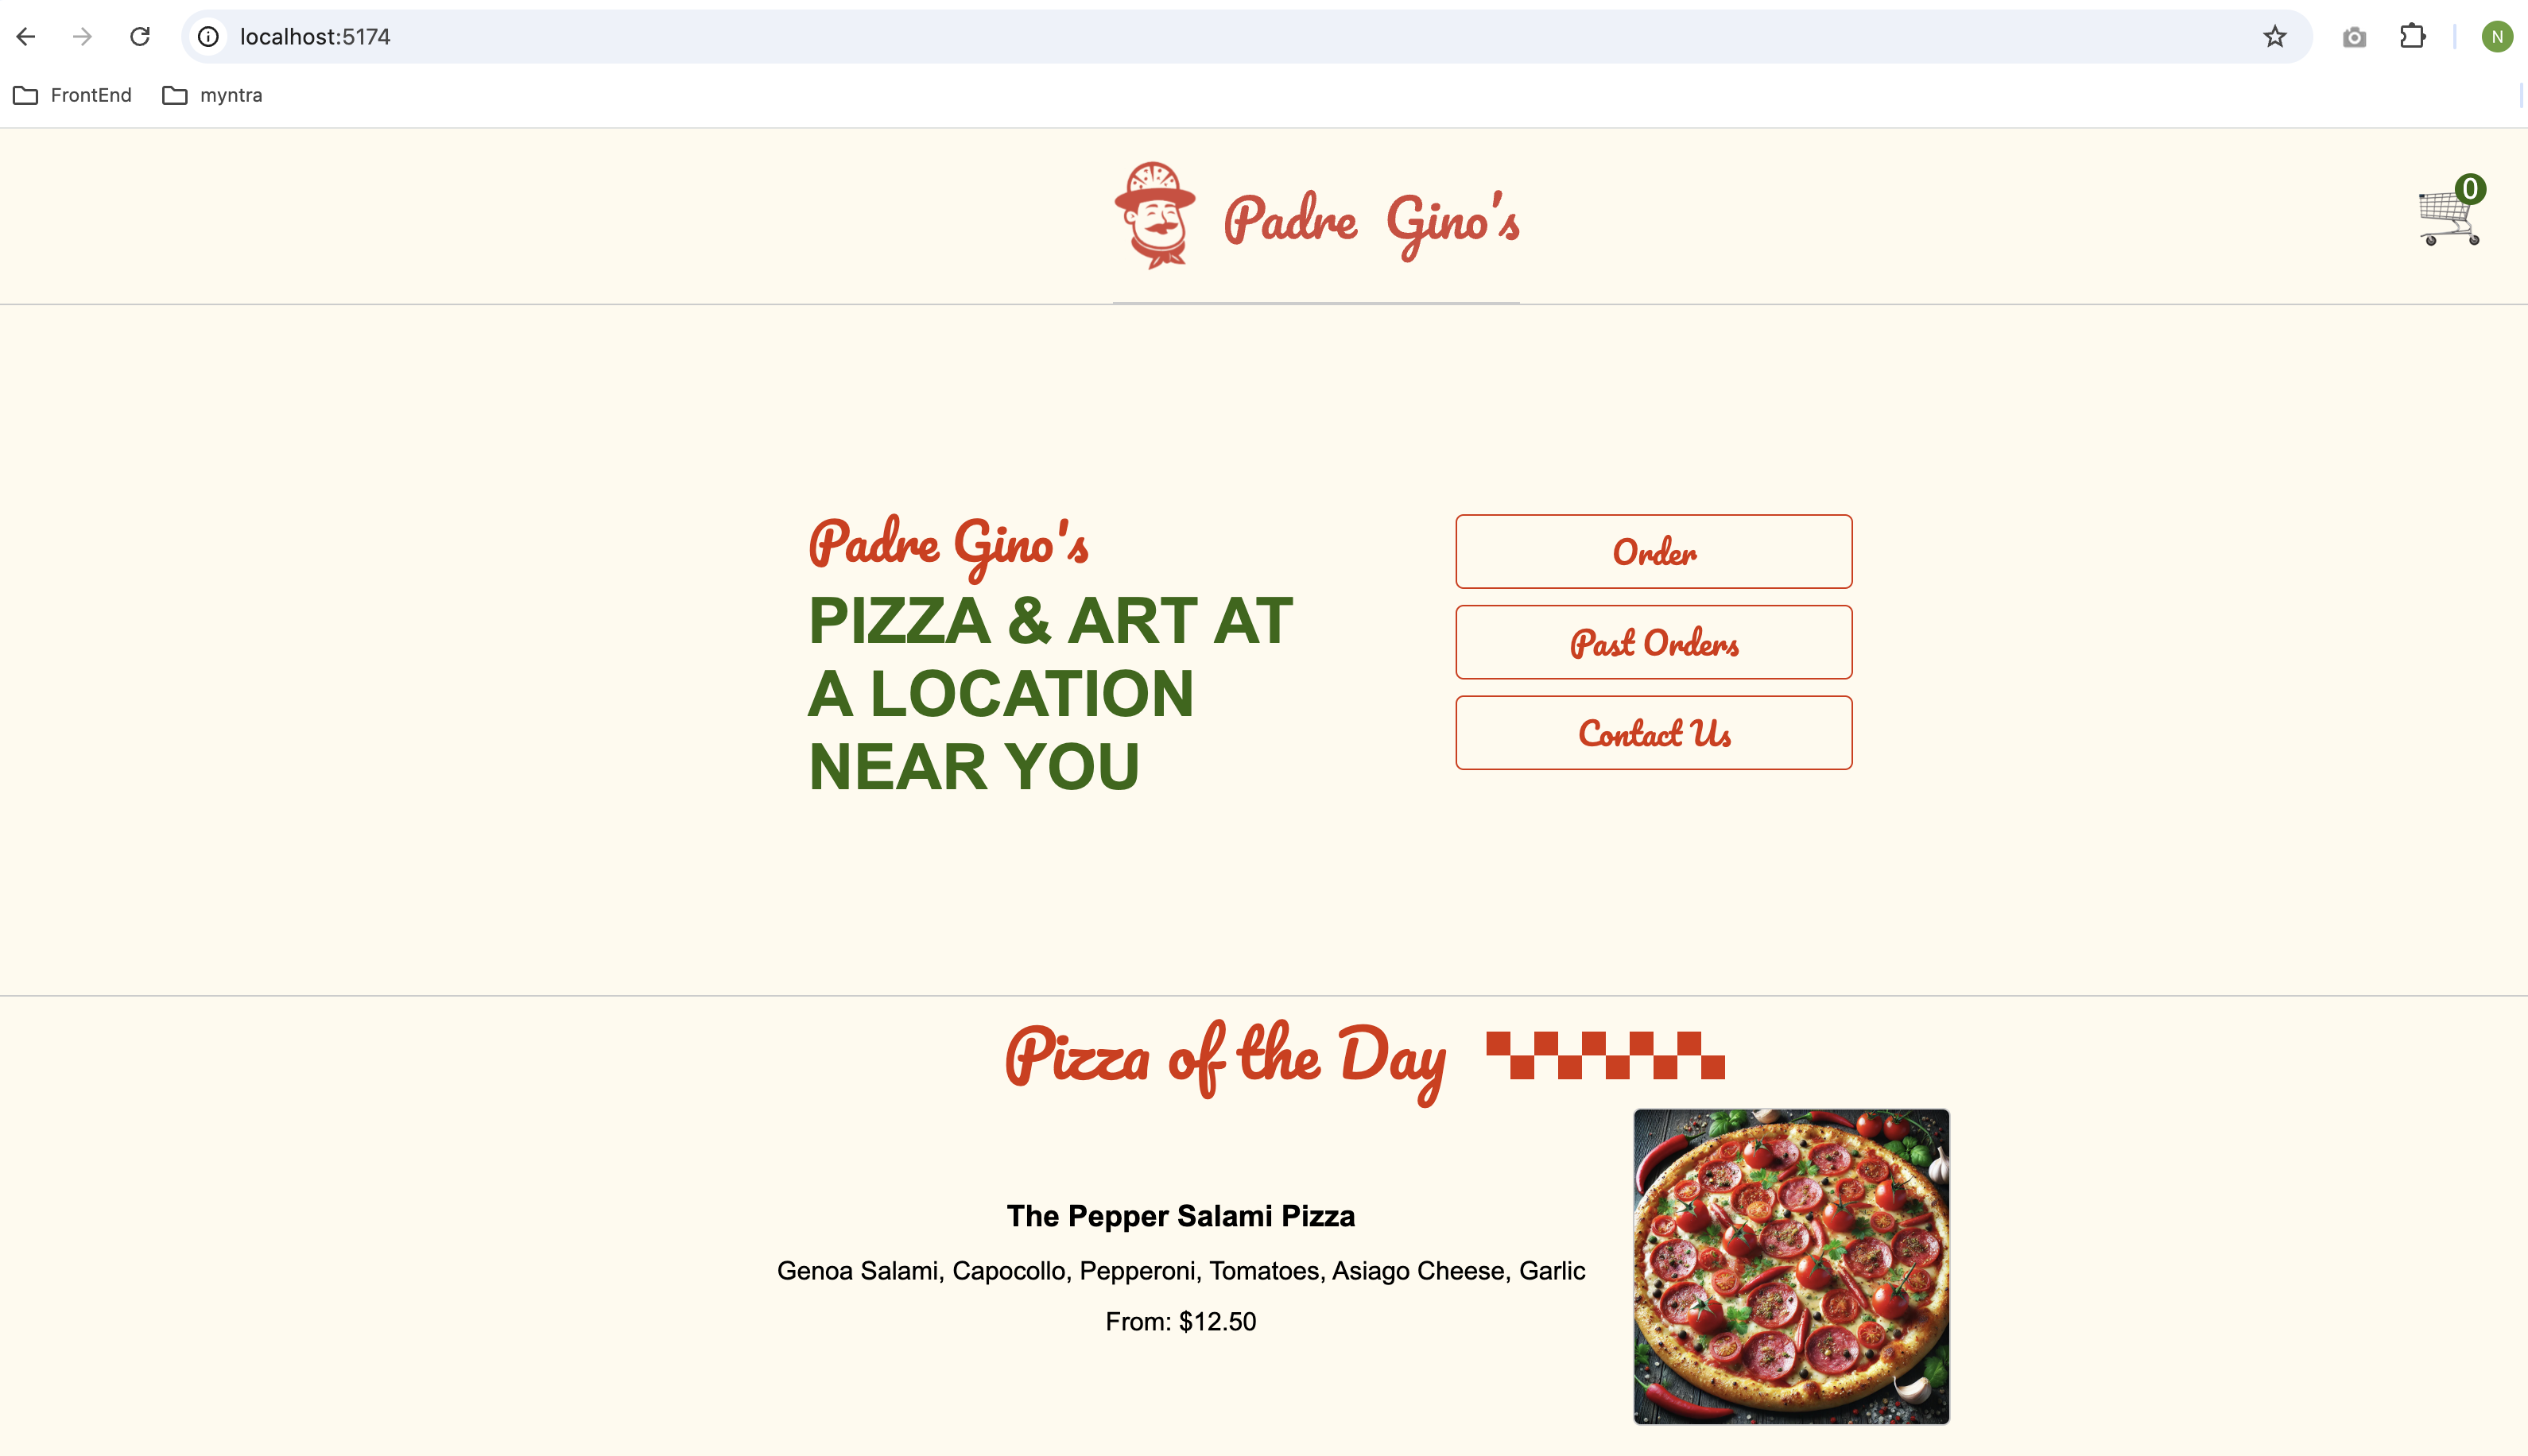 localhost:5174
N
FrontEnd
myntra
Padre Gino's
0
Padre Gino's
PIZZA & ART AT
A LOCATION
NEAR YOU
Order
Past Orders
Contact Us
Pizza of the Day
The Pepper Salami Pizza
Genoa Salami, Capocollo, Pepperoni, Tomatoes, Asiago Cheese, Garlic
From: $12.50